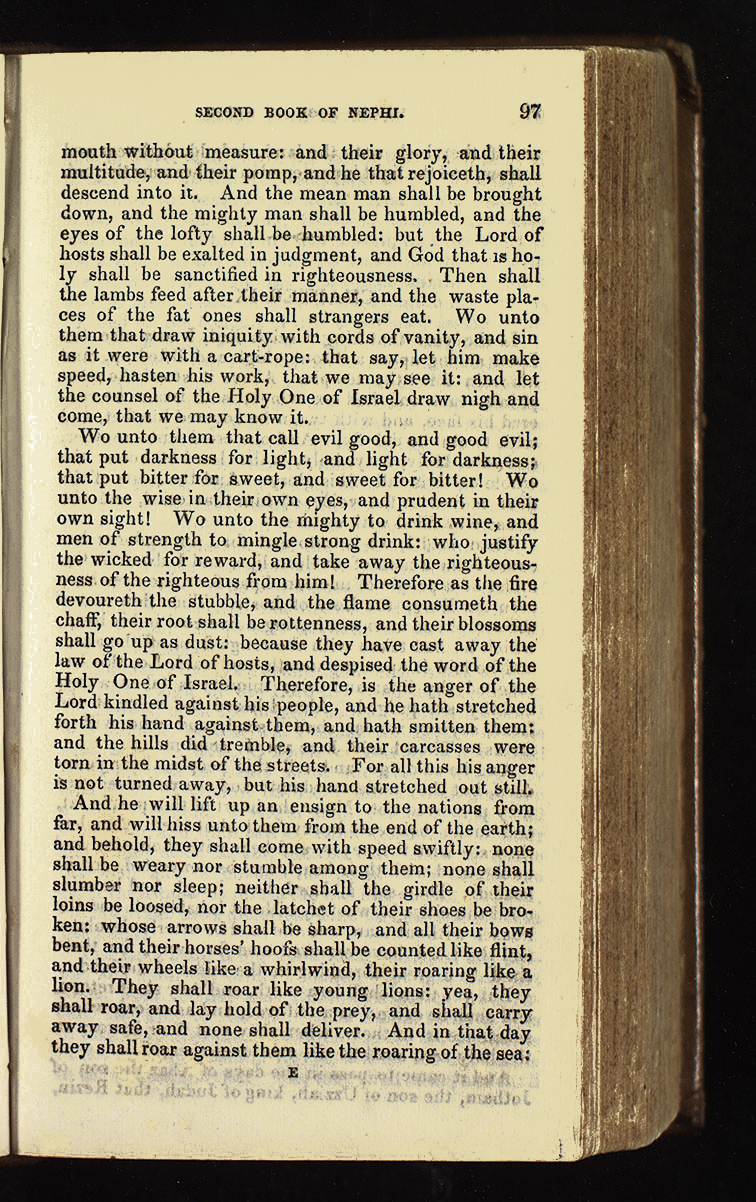 SECOND BOOK OF NEPHI. 97
mouth without measure: and their glory, and their
multitude, and their pomp, and he that rejoiceth, shall
descend into it. And the mean man shall be brought
down, and the mighty man shall be humbled, and the
eyes of the lofty shall be humbled: but the Lord of
hosts shall be exalted in judgment, and God that is ho-
ly shall be sanctified in righteousness. Then shall
the lambs feed after their manner, and the waste pla-
ces of the fat ones shall strangers eat. Wo unto
them that draw iniquity with cords of vanity, and sin
as it were with a cart-rope: that say, let him make
speed, hasten his work, that we may see it: and let
the counsel of the Holy One of Israel draw nigh and
come, that we may know it.
Wo unto them that call evil good, and good evil;
that put darkness for light, and light for darkness;
that put bitter for sweet, and sweet for bitter! Wo
unto the wise in their own eyes, and prudent in their
own sight! Wo unto the mighty to drink wine, and
men of strength to mingle strong drink: who justify
the wicked for reward, and take away the righteous-
ness of the righteous from him! Therefore as the fire
devoureth the stubble, and the flame consumeth the
chaff, their root shall be rottenness, and their blossoms
shall go up as dust: because they have cast away the
law of the Lord of hosts, and despised the word of the
Holy One of Israel. Therefore, is the anger of the
Lord kindled against his people, and he hath stretched
forth his hand against them, and hath smitten them:
and the hills did tremble, and their carcasses were
torn in the midst of the streets. For all this his anger
is not turned away, but his hand stretched out still.
And he will lift up an ensign to the nations from
far, and will hiss unto them from the end of the earth;
and behold, they shall come with speed swiftly: none
shall be weary nor stumble among them; none shall
slumber nor sleep; neither shall the girdle of their
loins be loosed, nor the latchet of their shoes be bro-
ken: whose arrows shall be sharp, and all their bows
bent, and their horses' hoofs shall be counted like flint,
and their wheels like a whirlwind, their roaring like a
lion. They shall roar like young lions: yea, they
shall roar, and lay hold of the prey, and shall carry
away safe, and none shall deliver. And in that day
they shall roar against them like the roaring of the sea:
E